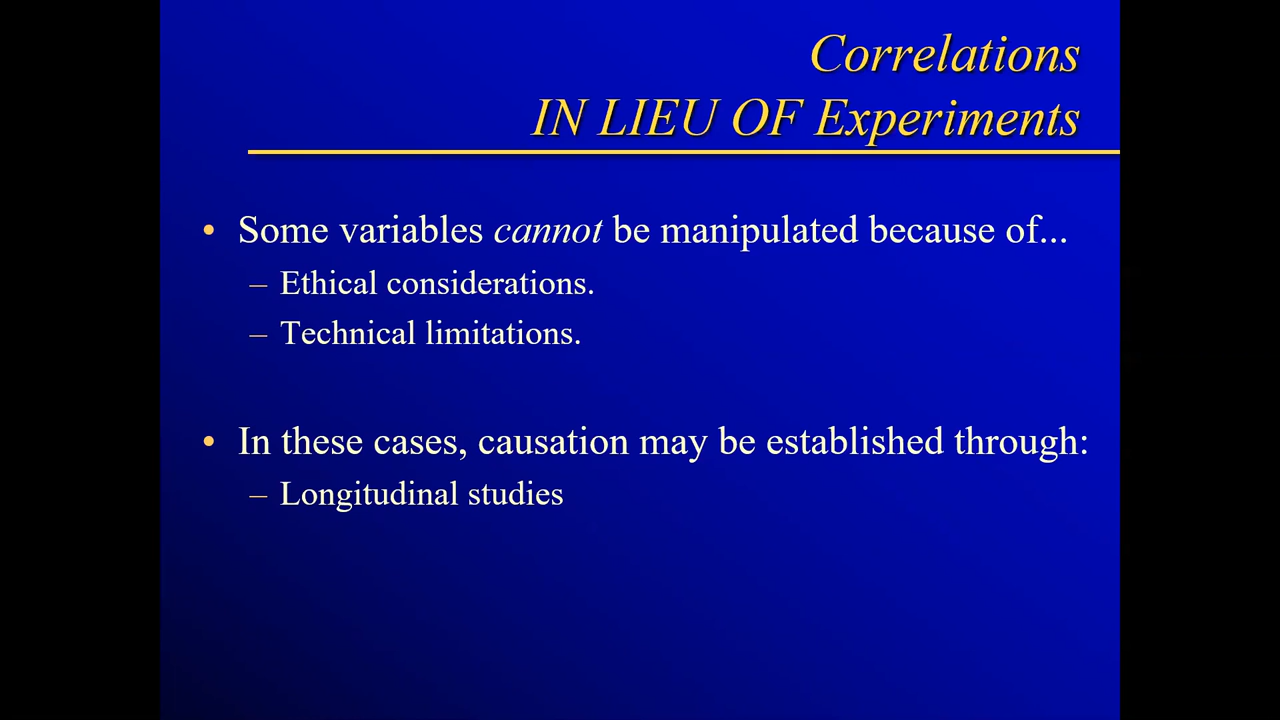 Correlations
IN LIEU OF Experiments
• Some variables cannot be manipulated because of...
– Ethical considerations.
– Technical limitations.
• In these cases, causation may be established through:
– Longitudinal studies